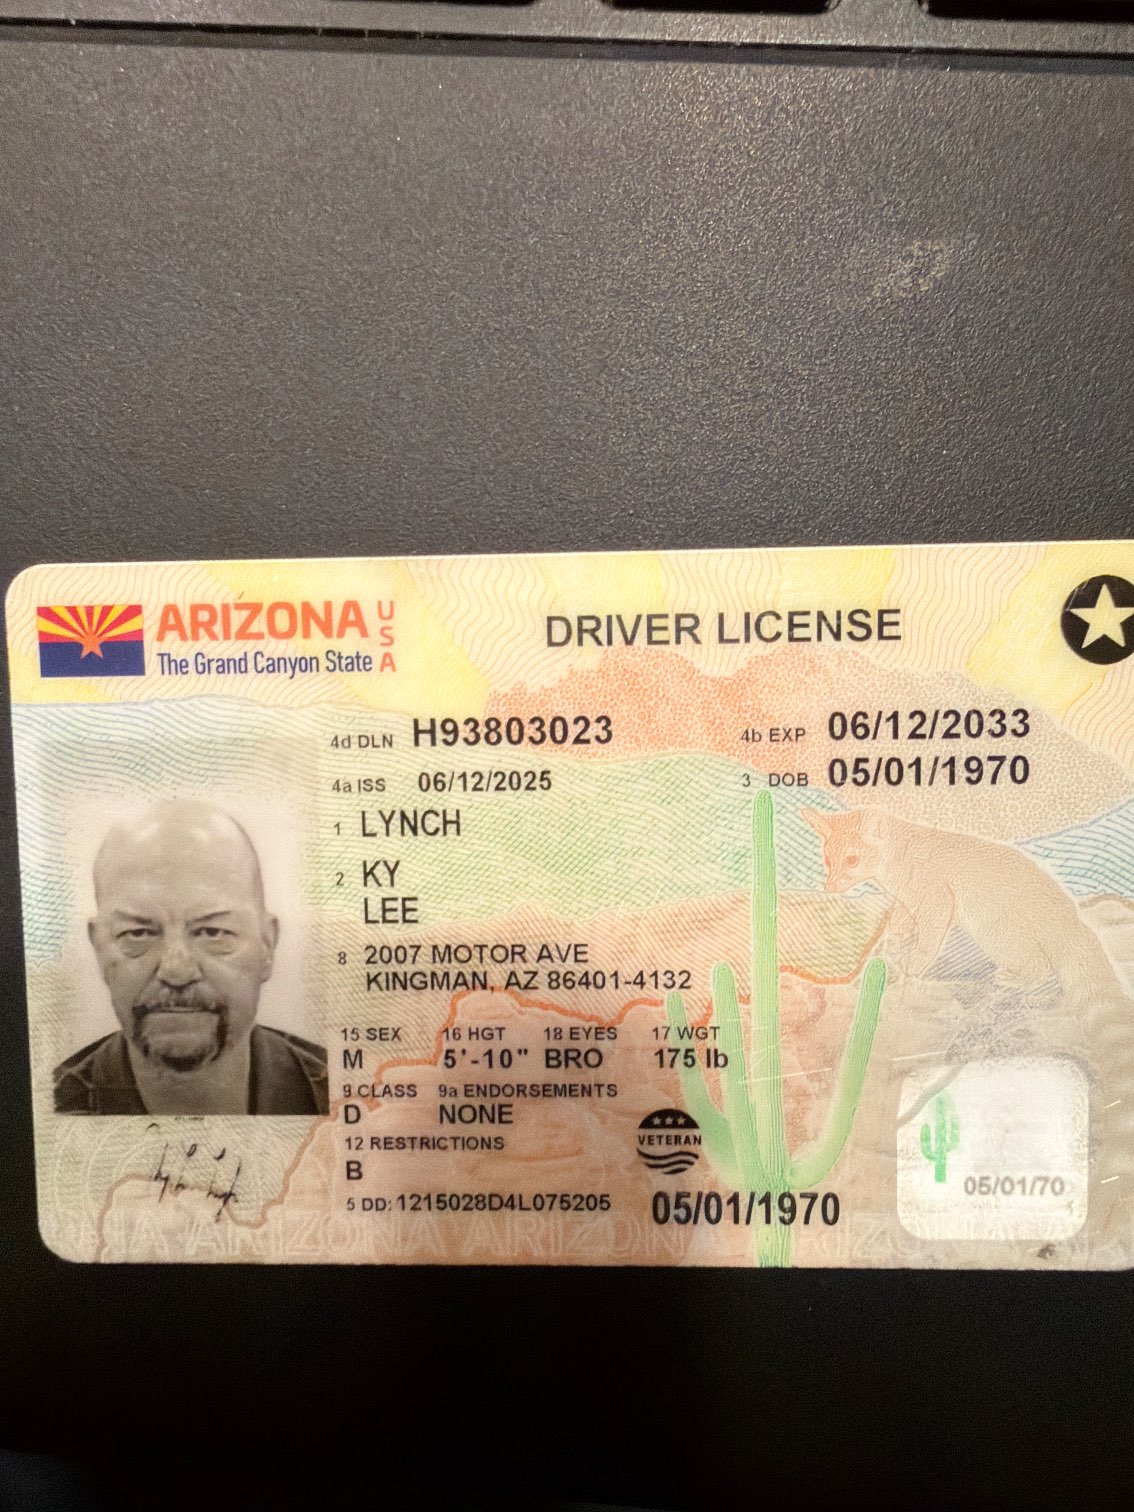 ARIZONA USA
The Grand Canyon State
DRIVER LICENSE
4d DLN H93803023
4b EXP 06/12/2033
4a ISS 06/12/2025
3 DOB 05/01/1970
1 LYNCH
2 KY
LEE
8 2007 MOTOR AVE
KINGMAN, AZ 86401-4132
15 SEX 16 HGT 18 EYES 17 WGT
M 5'-10" BRO 175 lb
9 CLASS 9a ENDORSEMENTS
D NONE
12 RESTRICTIONS
B
VETERAN
5 DD: 1215028D4L075205
05/01/1970
05/01/70
ARIZONA ARIZONA